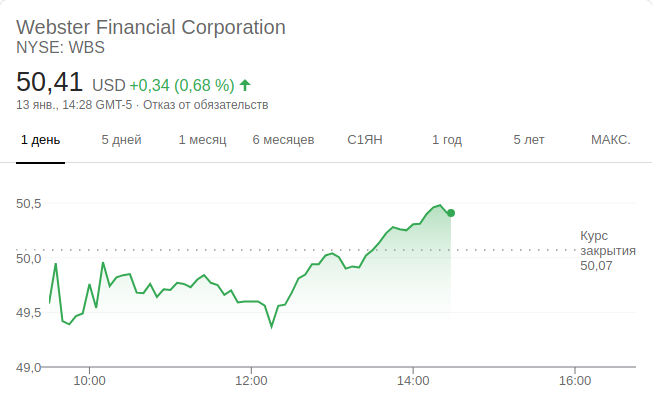 Webster Financial Corporation
NYSE: WBS
50,41 USD +0,34 (0,68 %)
13 янв., 14:28 GMT-5 · Отказ от обязательств
1 день 5 дней 1 месяц 6 месяцев С1ЯН 1 год 5 лет МАКС.
50,5
Курс
закрытия
50,07
50,0
49,5
49,0
10:00 12:00 14:00 16:00